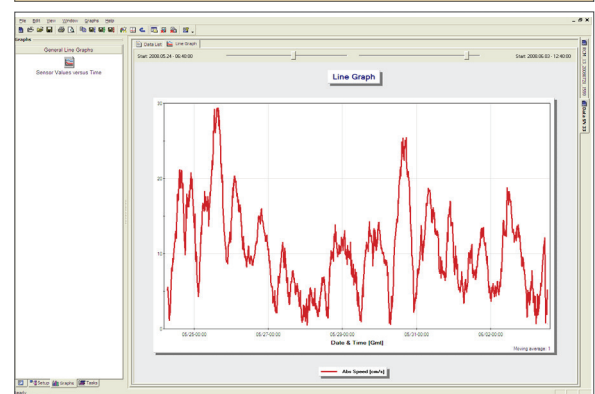 File Edit View Window Graphs Help
Graphs
General Line Graphs
Sensor Values versus Time
Data List Line Graph
Start 2008.05.24 - 06:40:00
Start 2008.06.03 - 12:40:00
Line Graph
30
20
10
0
05/25-00:00 05/27-00:00 05/29-00:00 05/31-00:00 06/02-00:00
Date & Time [Gmt]
Moving average: 1
Abs Speed [cm/s]
Setup Graphs Tasks
Ready